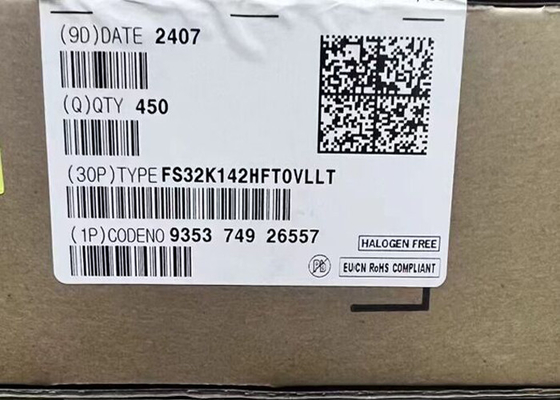 (9D)DATE 2407
(Q)QTY 450
(30P)TYPE FS32K142HFT0VLLT
(1P)CODENO 9353 749 26557
HALOGEN FREE
Pb
EU/CN RoHS COMPLIANT